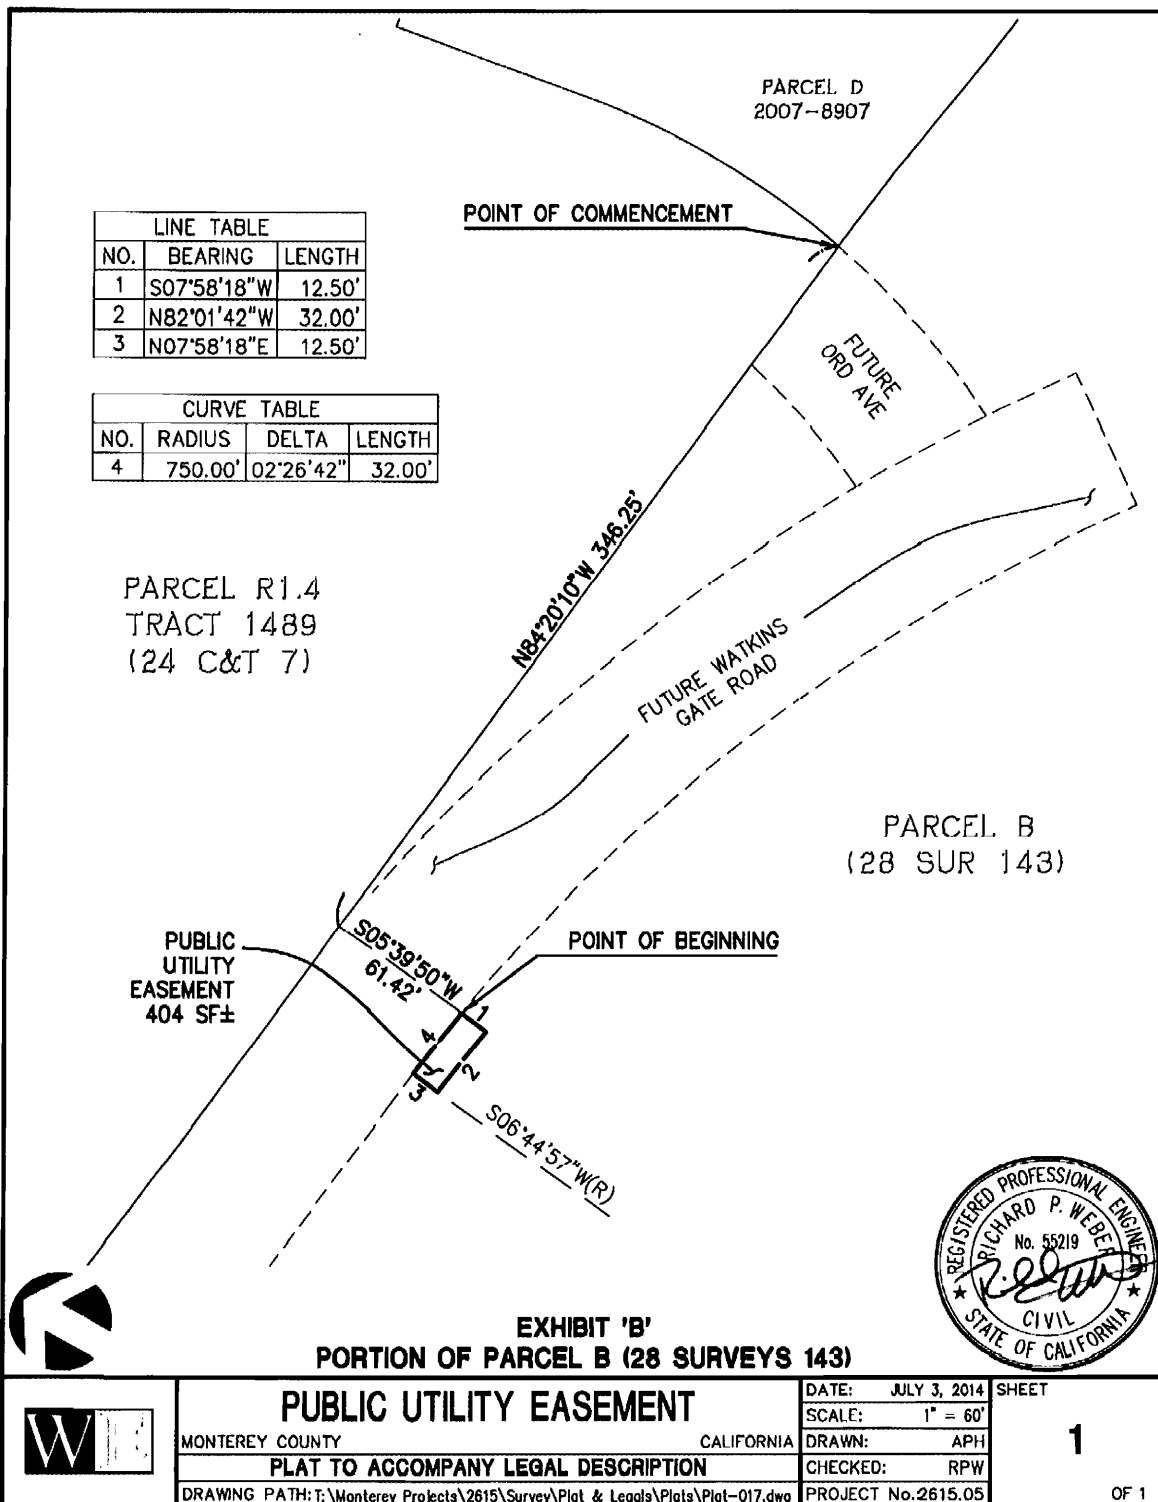 PARCEL D
2007-8907
POINT OF COMMENCEMENT
LINE TABLE
NO. BEARING LENGTH
1 S07°58'18"W 12.50'
2 N82°01'42"W 32.00'
3 N07°58'18"E 12.50'
CURVE TABLE
NO. RADIUS DELTA LENGTH
4 750.00' 02°26'42" 32.00'
FUTURE
ORD AVE
N84°20'10"W 346.25'
PARCEL R1.4
TRACT 1489
(24 C&T 7)
FUTURE WATKINS
GATE ROAD
PARCEL B
(28 SUR 143)
PUBLIC
UTILITY
EASEMENT
404 SF±
S05°39'50"W
61.42'
POINT OF BEGINNING
1
4
2
3
S06°44'57"W(R)
REGISTERED PROFESSIONAL ENGINEER
RICHARD P. WEBER
No. 55219
CIVIL
STATE OF CALIFORNIA
EXHIBIT 'B'
PORTION OF PARCEL B (28 SURVEYS 143)
WE
PUBLIC UTILITY EASEMENT
MONTEREY COUNTY CALIFORNIA
PLAT TO ACCOMPANY LEGAL DESCRIPTION
DRAWING PATH: T:\Monterey Projects\2615\Survey\Plat & Legals\Plats\Plat-017.dwg
DATE: JULY 3, 2014
SCALE: 1" = 60'
DRAWN: APH
CHECKED: RPW
PROJECT No.2615.05
SHEET
1
OF 1